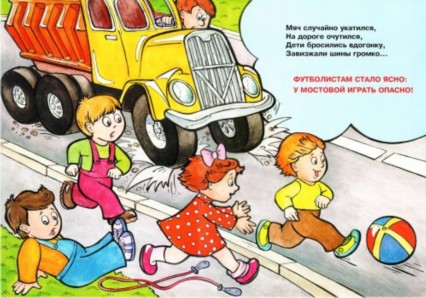 Мяч случайно укатился,
На дороге очутился,
Дети бросились вдогонку,
Завизжали шины громко...
ФУТБОЛИСТАМ СТАЛО ЯСНО:
У МОСТОВОЙ ИГРАТЬ ОПАСНО!